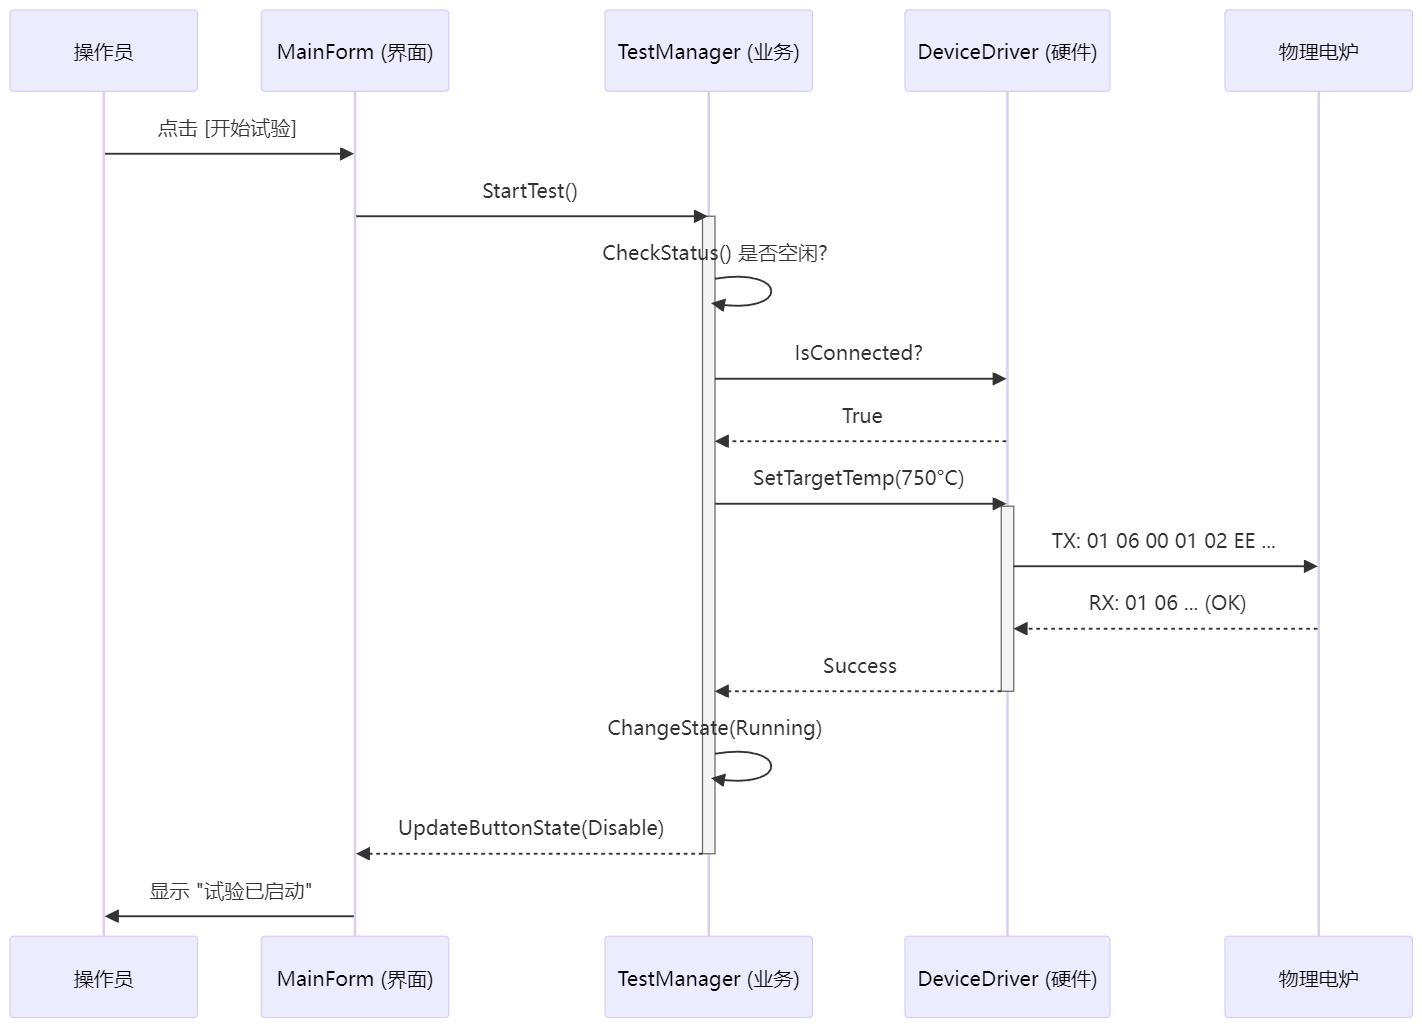 操作员
MainForm (界面)
TestManager (业务)
DeviceDriver (硬件)
物理电炉
点击 [开始试验]
StartTest()
CheckStatus() 是否空闲?
IsConnected?
True
SetTargetTemp(750°C)
TX: 01 06 00 01 02 EE ...
RX: 01 06 ... (OK)
Success
ChangeState(Running)
UpdateButtonState(Disable)
显示 "试验已启动"
操作员
MainForm (界面)
TestManager (业务)
DeviceDriver (硬件)
物理电炉